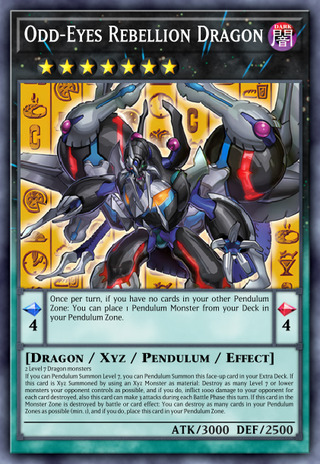 Odd-Eyes Rebellion Dragon
DARK
闇
Once per turn, if you have no cards in your other Pendulum
Zone: You can place 1 Pendulum Monster from your Deck in
your Pendulum Zone.
4
4
[Dragon / Xyz / Pendulum / Effect]
2 Level 7 Dragon monsters
If you can Pendulum Summon Level 7, you can Pendulum Summon this face-up card in your Extra Deck. If
this card is Xyz Summoned by using an Xyz Monster as material: Destroy as many Level 7 or lower
monsters your opponent controls as possible, and if you do, inflict 1000 damage to your opponent for
each card destroyed, also this card can make 3 attacks during each Battle Phase this turn. If this card in the
Monster Zone is destroyed by battle or card effect: You can destroy as many cards in your Pendulum
Zones as possible (min. 1), and if you do, place this card in your Pendulum Zone.
ATK/3000 DEF/2500